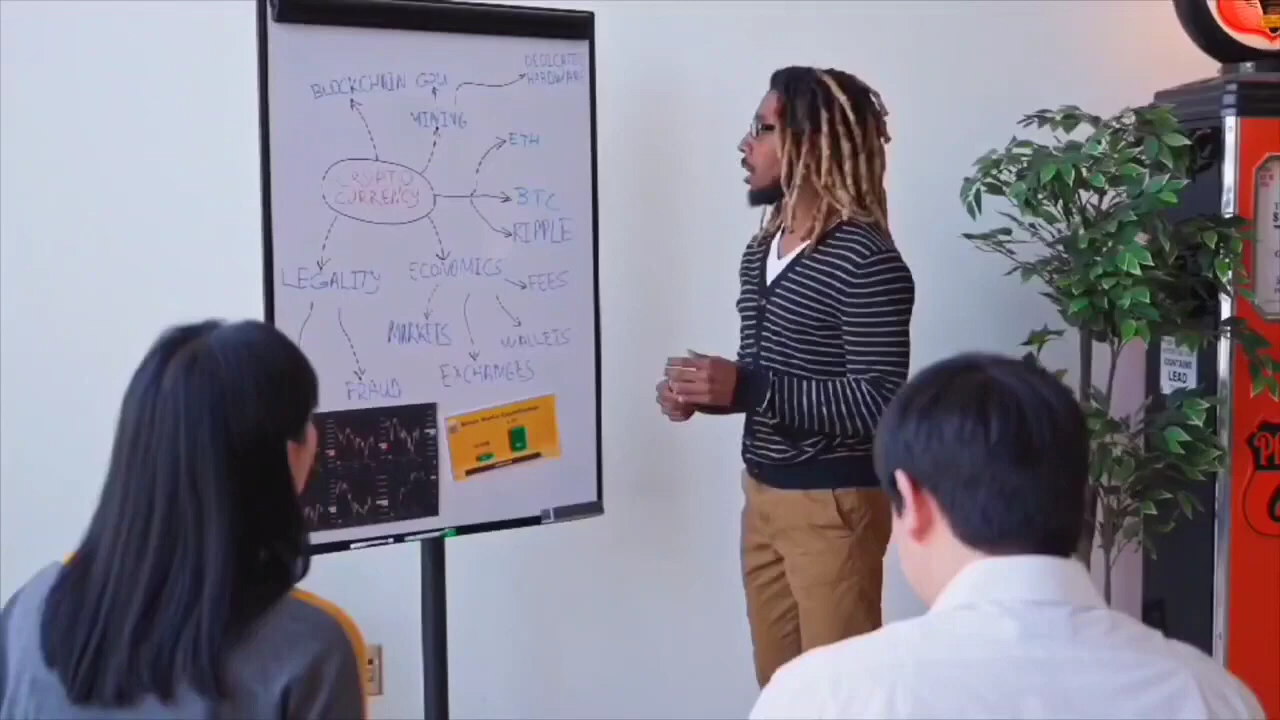 DEDICATED
HARDWARE
BLOCKCHAIN GPU
MINING
ETH
CRYPTO
CURRENCY
BTC
RIPPLE
LEGALITY
ECONOMICS
FEES
MARKETS
WALLETS
EXCHANGES
FRAUD
CONTAINS
LEAD